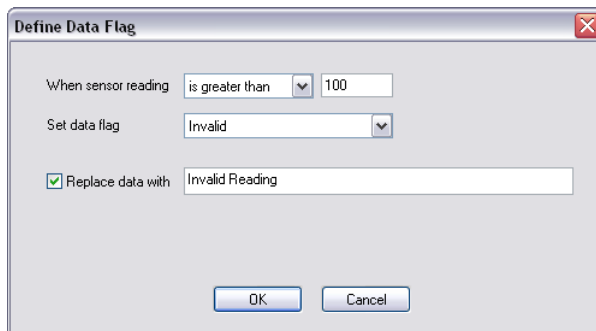 Define Data Flag
When sensor reading is greater than 100
Set data flag Invalid
Replace data with Invalid Reading
OK Cancel